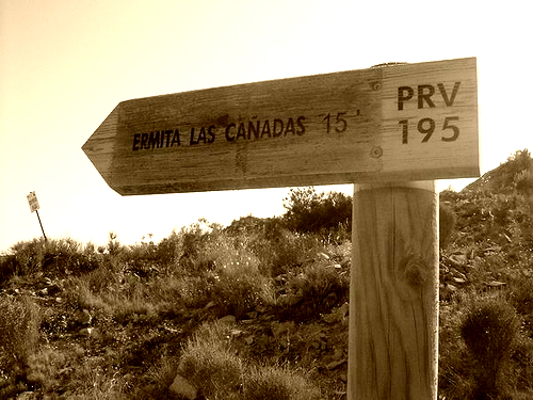 ERMITA LAS CAÑADAS 15'
PRV
195